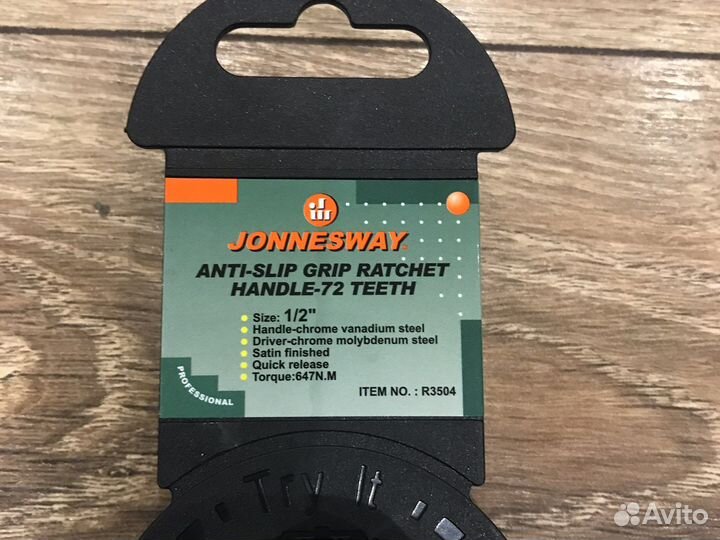 JONNESWAY
ANTI-SLIP GRIP RATCHET
HANDLE-72 TEETH
Size: 1/2"
Handle-chrome vanadium steel
Driver-chrome molybdenum steel
Satin finished
Quick release
Torque:647N.M
ITEM NO. : R3504
PROFESSIONAL
Try It
Avito